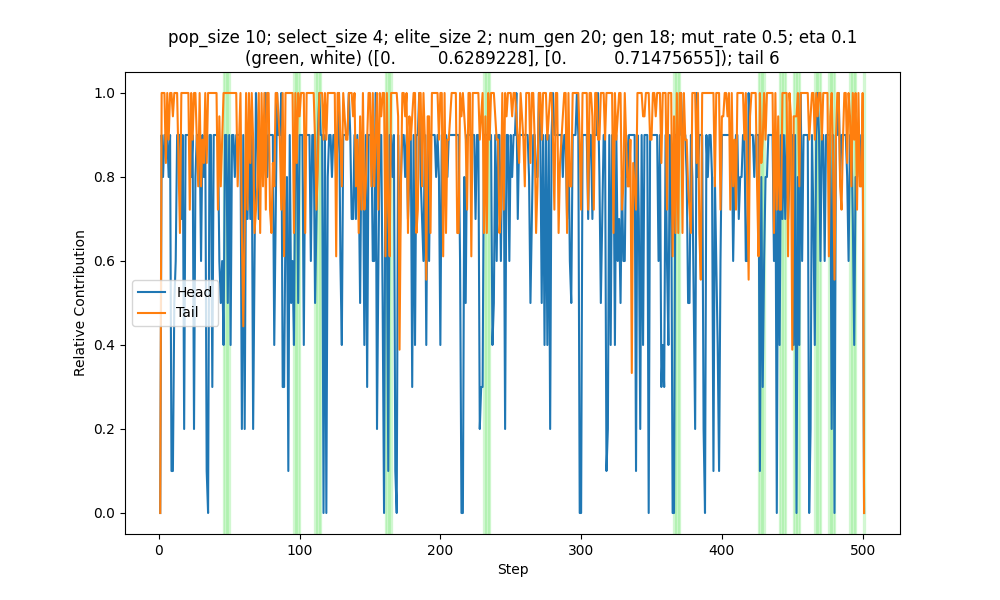 pop_size 10; select_size 4; elite_size 2; num_gen 20; gen 18; mut_rate 0.5; eta 0.1
(green, white) ([0.         0.6289228], [0.         0.71475655]); tail 6
1.0
0.8
0.6
0.4
0.2
0.0
Relative Contribution
Head
Tail
0
100
200
300
400
500
Step